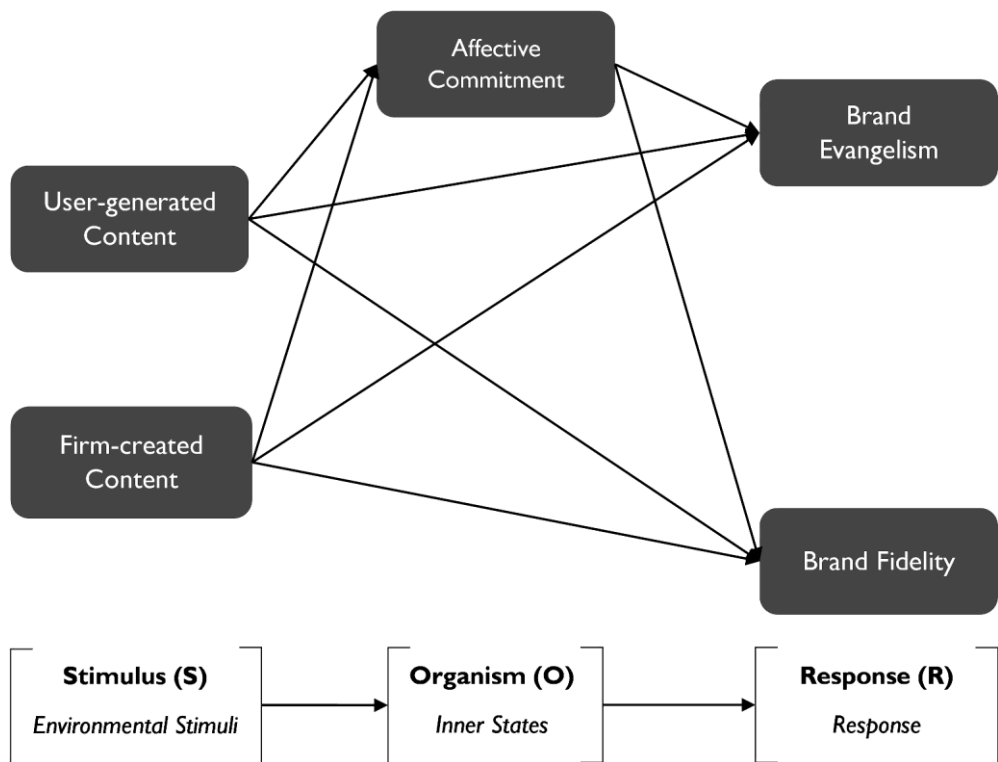 Affective
Commitment
Brand
Evangelism
User-generated
Content
Firm-created
Content
Brand Fidelity
Stimulus (S)
Environmental Stimuli
Organism (O)
Inner States
Response (R)
Response